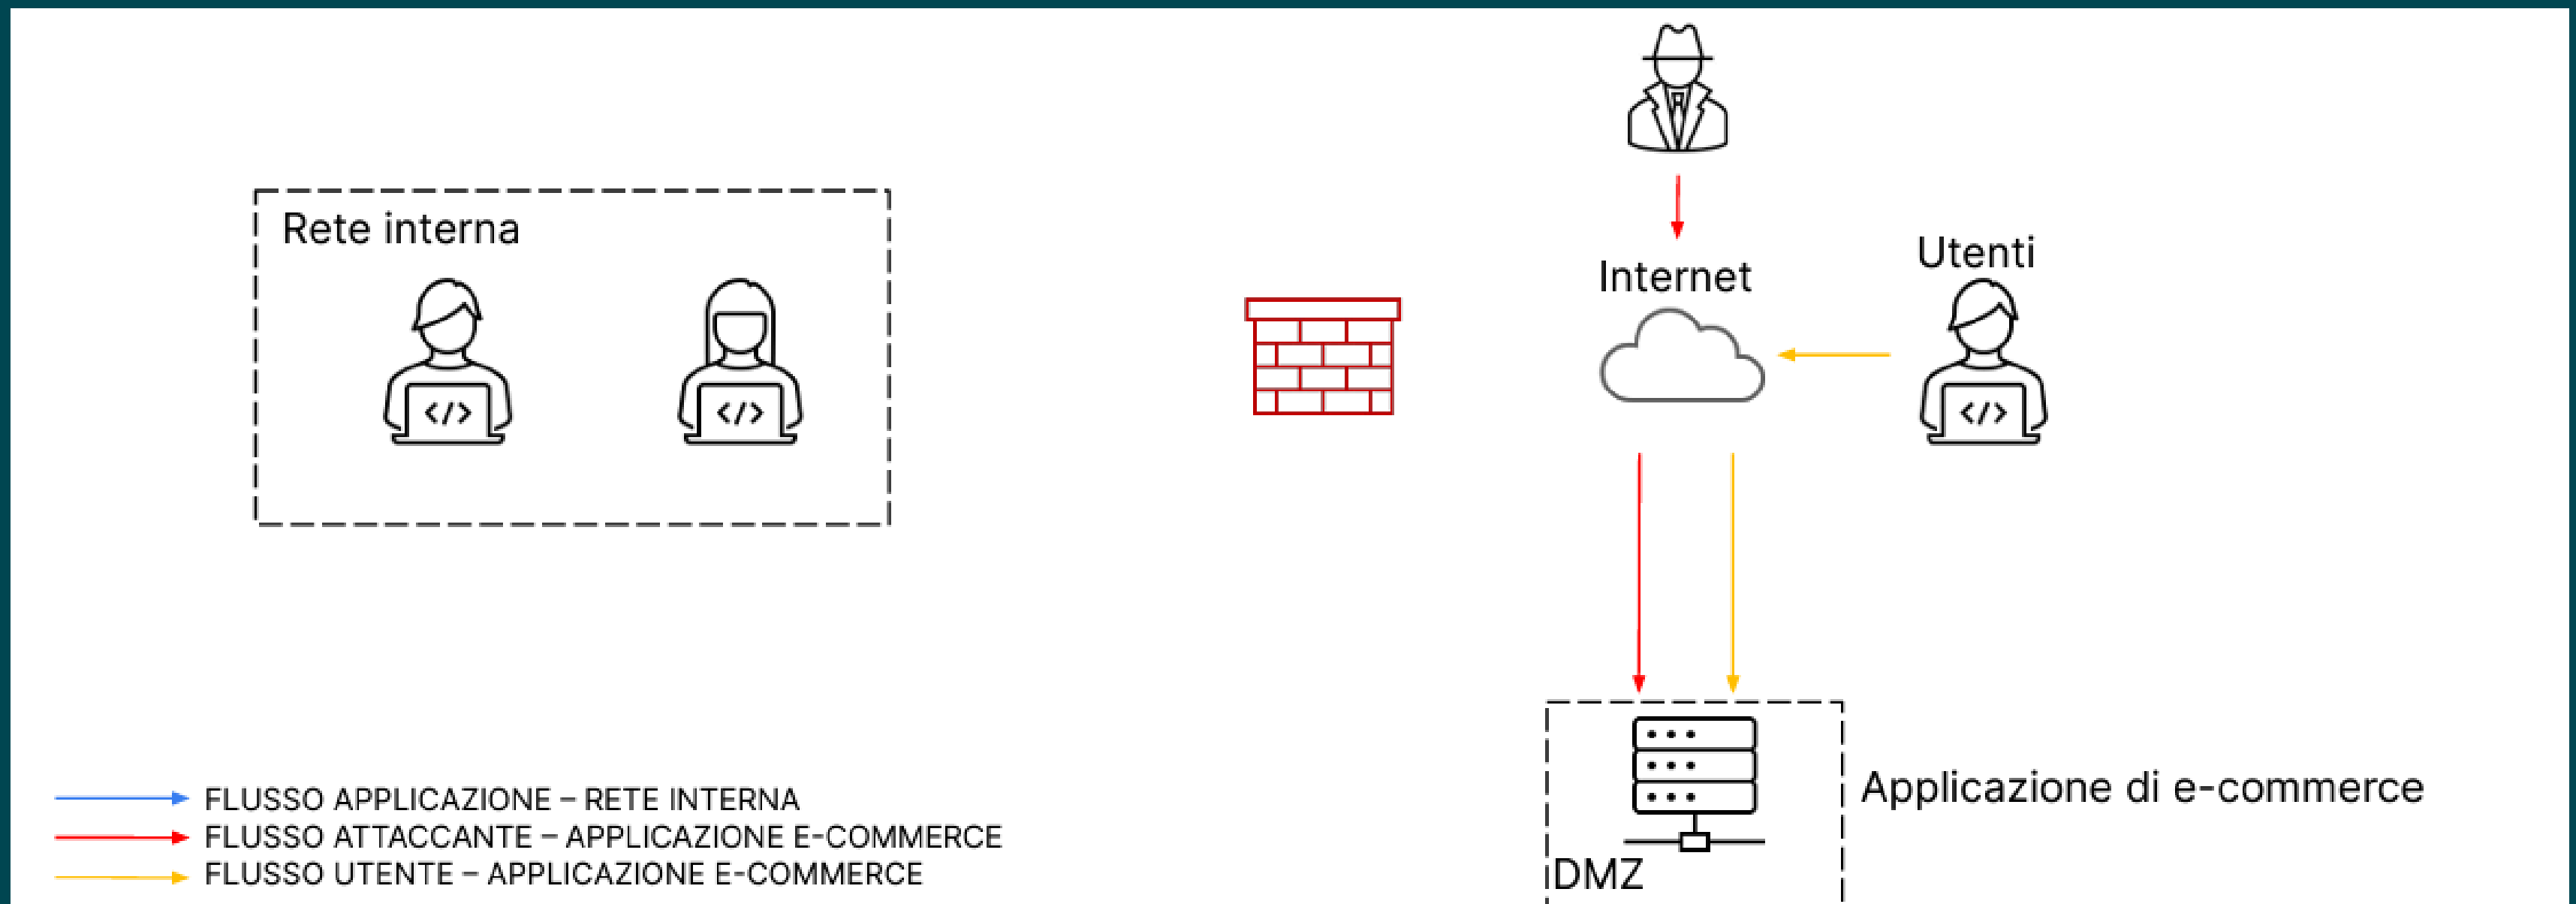 Rete interna
Internet
Utenti
</>
</>
</>
Applicazione di e-commerce
DMZ
FLUSSO APPLICAZIONE – RETE INTERNA
FLUSSO ATTACCANTE – APPLICAZIONE E-COMMERCE
FLUSSO UTENTE – APPLICAZIONE E-COMMERCE